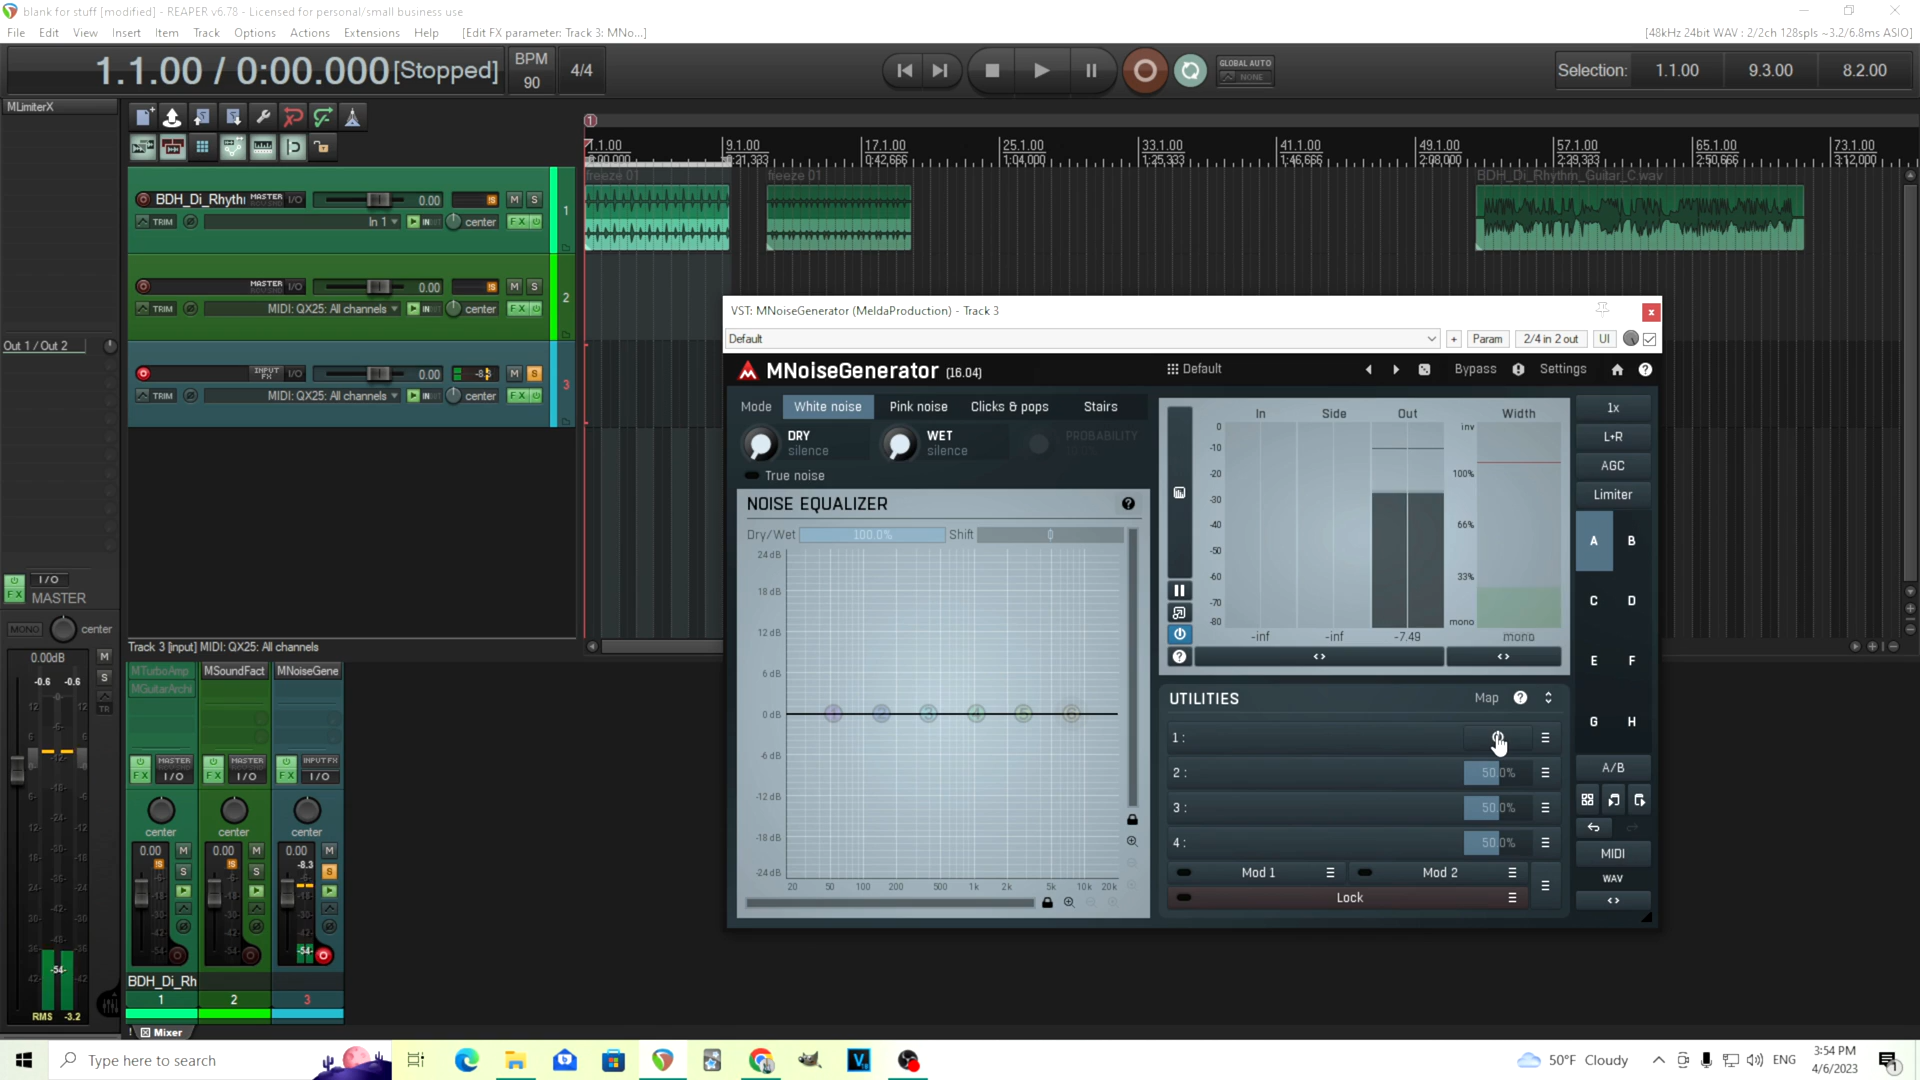 blank for stuff [modified] - REAPER v6.78 - Licensed for personal/small business use
File Edit View Insert Item Track Options Actions Extensions Help [Edit FX parameter: Track 3: MNo...]
[48kHz 24bit WAV : 2/2ch 128spls ~3.2/6.8ms ASIO]
1.1.00 / 0:00.000 [Stopped]
BPM
90
4/4
GLOBAL AUTO
NONE
Selection: 1.1.00 9.3.00 8.2.00
MLimiterX
1
1.1.00 9.1.00 17.1.00 25.1.00 33.1.00 41.1.00 49.1.00 57.1.00 65.1.00 73.1.00
0:00.000 0:21.333 0:42.666 1:04.000 1:25.333 1:46.666 2:08.000 2:29.333 2:50.666 3:12.000
freeze 01 freeze 01 BDH_Di_Rhythm_Guitar_C.wav
BDH_Di_Rhythm MASTER I/O 0.00 M S
TRIM In 1 IN center FX
1
MASTER I/O 0.00 M S
TRIM MIDI: QX25: All channels IN center FX
2
INPUT FX I/O 0.00 M S
TRIM MIDI: QX25: All channels IN center FX
3
Out 1 / Out 2
I/O
FX MASTER
MONO center
0.00dB M
-0.6 -0.6 S
TR
-54-
RMS -3.2
Track 3 [input] MIDI: QX25: All channels
MTurboAmp MSoundFact MNoiseGene
MGuitarArchi
MASTER MASTER INPUT FX
FX I/O FX I/O FX I/O
center center center
0.00 M 0.00 M 0.00 M
-8.3
S S S
-54-
BDH_Di_Rh
1 2 3
Mixer
VST: MNoiseGenerator (MeldaProduction) - Track 3
Default + Param 2/4 in 2 out UI
MNoiseGenerator (16.04) Default Bypass Settings
Mode White noise Pink noise Clicks & pops Stairs
DRY WET PROBABILITY
silence silence
True noise
NOISE EQUALIZER
Dry/Wet 100.0% Shift 0
24 dB
18 dB
12 dB
6 dB
0 dB 1 2 3 4 5 6
-6 dB
-12 dB
-18 dB
-24 dB
20 50 100 200 500 1k 2k 5k 10k 20k
In Side Out Width
0
-10
-20
-30
-40
-50
-60
-70
-80
inv
100%
66%
33%
mono
-inf -inf -7.49 mono
UTILITIES Map
1 :
2 : 50.0%
3 : 50.0%
4 : 50.0%
Mod 1 Mod 2
Lock
1x
L+R
AGC
Limiter
A B
C D
E F
G H
A/B
MIDI
WAV
Type here to search
50°F Cloudy
ENG
3:54 PM
4/6/2023